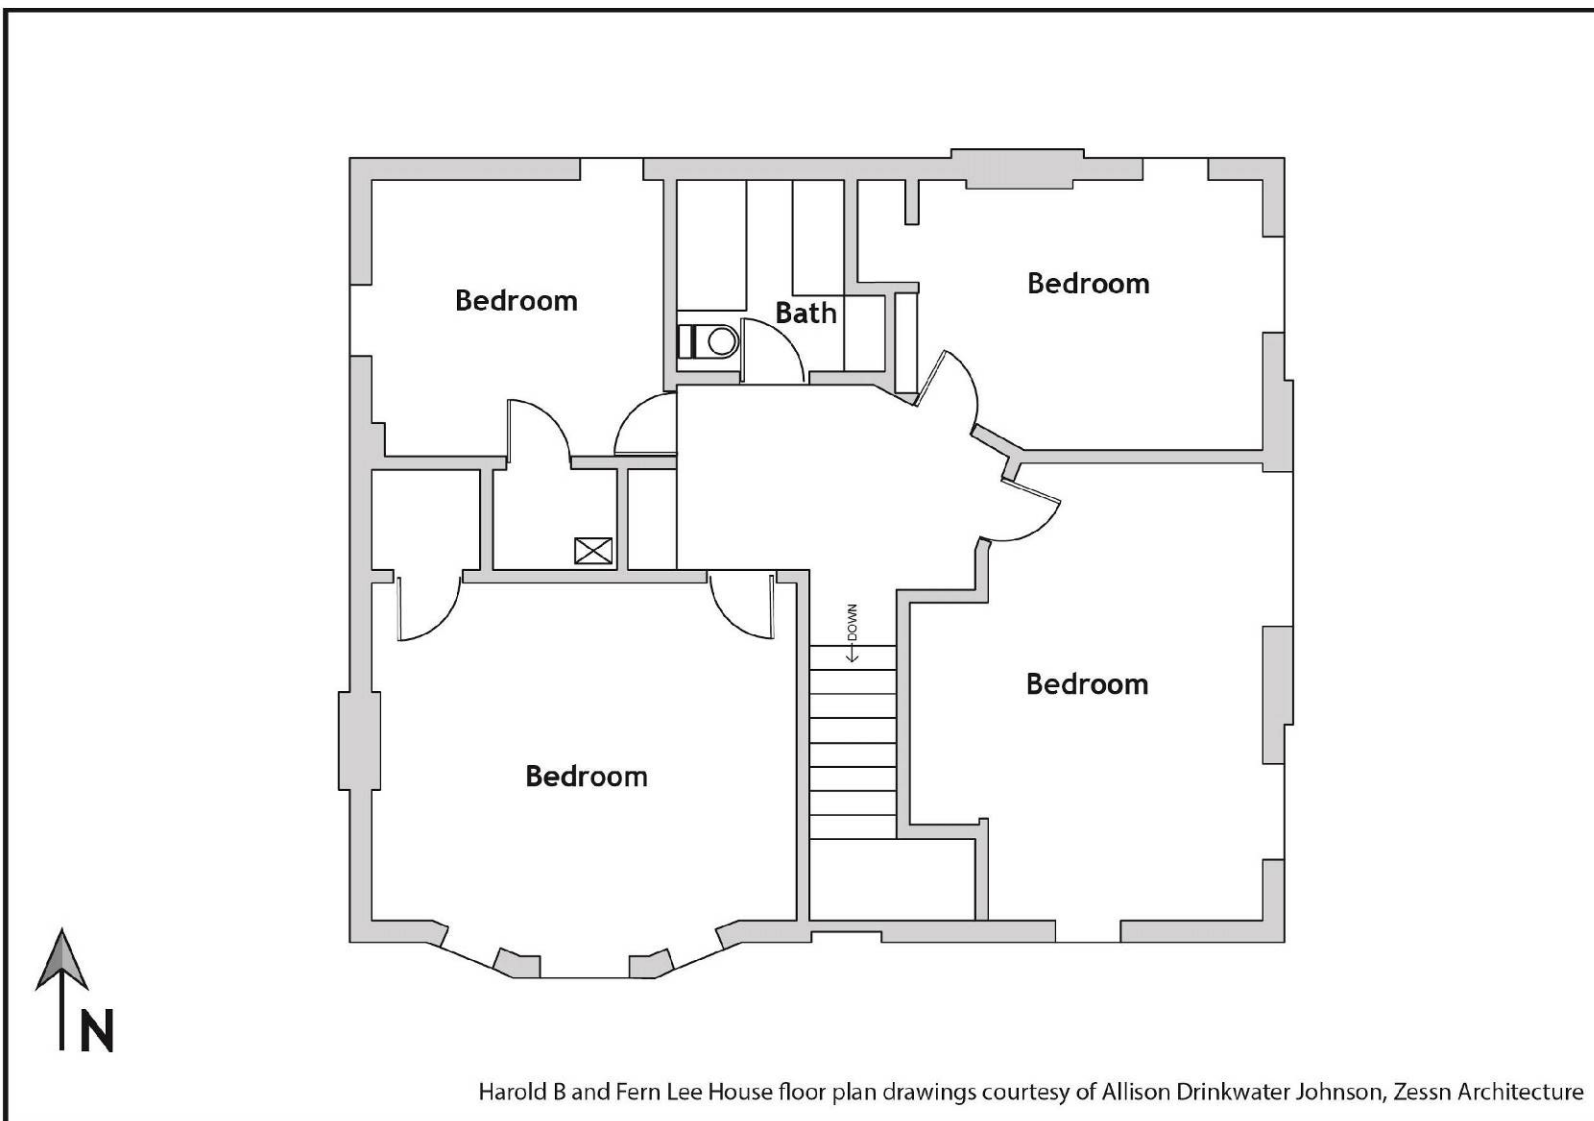 Bedroom
Bedroom
Bath
DOWN
Bedroom
Bedroom
N
Harold B and Fern Lee House floor plan drawings courtesy of Allison Drinkwater Johnson, Zessn Architecture